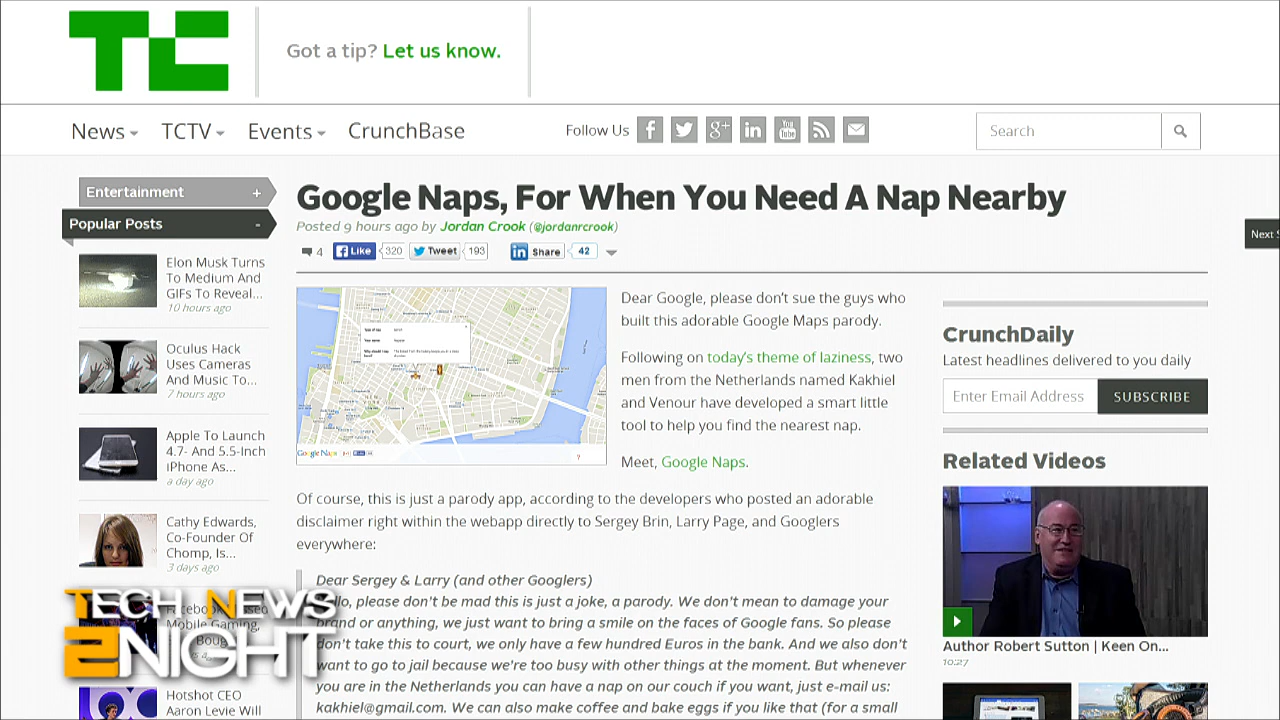 TC
Got a tip? Let us know.
News TCTV Events CrunchBase
Follow Us
Search
Entertainment +
Popular Posts -
Elon Musk Turns
To Medium And
GIFs To Reveal...
10 hours ago
Oculus Hack
Uses Cameras
And Music To...
7 hours ago
Apple To Launch
4.7- And 5.5-Inch
iPhone As...
a day ago
Cathy Edwards,
Co-Founder Of
Chomp, Is...
3 days ago
Mobile Gaming,
Hotshot CEO
Aaron Levie Will
TECH NEWS
2NIGHT
Google Naps, For When You Need A Nap Nearby
Posted 9 hours ago by Jordan Crook (@jordanrcrook)
4 Like 320 Tweet 193 in Share 42
Next
Google Naps
Dear Google, please don't sue the guys who
built this adorable Google Maps parody.
Following on today's theme of laziness, two
men from the Netherlands named Kakhiel
and Venour have developed a smart little
tool to help you find the nearest nap.
Meet, Google Naps.
Of course, this is just a parody app, according to the developers who posted an adorable
disclaimer right within the webapp directly to Sergey Brin, Larry Page, and Googlers
everywhere:
Dear Sergey & Larry (and other Googlers)
please don't be mad this is just a joke, a parody. We don't mean to damage your
brand or anything, we just want to bring a smile on the faces of Google fans. So please
don't take this to court, we only have a few hundred Euros in the bank. And we also don't
want to go to jail because we're too busy with other things at the moment. But whenever
you are in the Netherlands you can have a nap on our couch if you want, just e-mail us:
kakhiel@gmail.com. We can also make coffee and bake eggs if you like that (for a small
CrunchDaily
Latest headlines delivered to you daily
Enter Email Address SUBSCRIBE
Related Videos
Author Robert Sutton | Keen On...
10:27